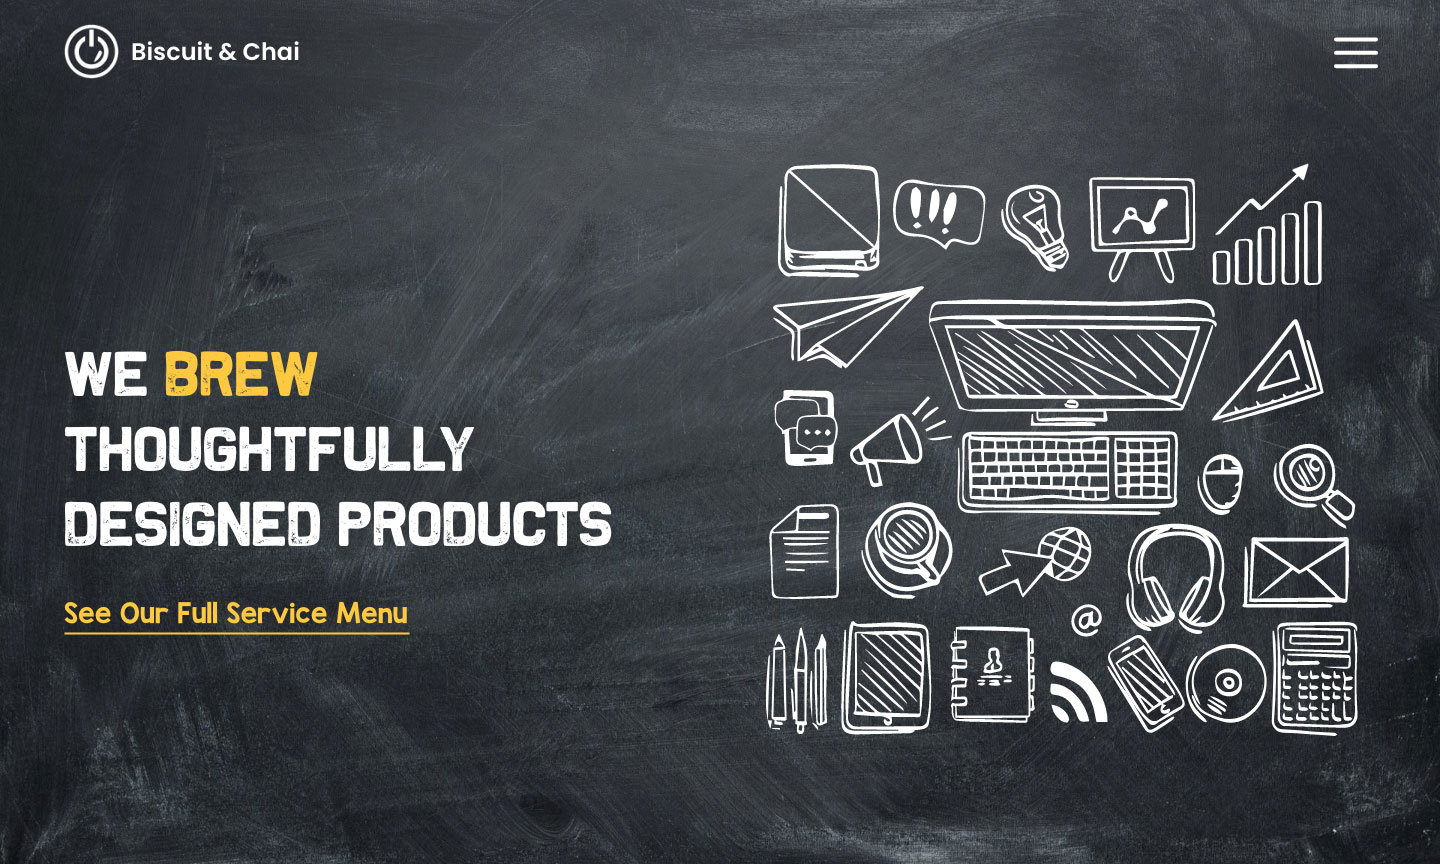 Biscuit & Chai
WE BREW
THOUGHTFULLY
DESIGNED PRODUCTS
See Our Full Service Menu
!!!
@